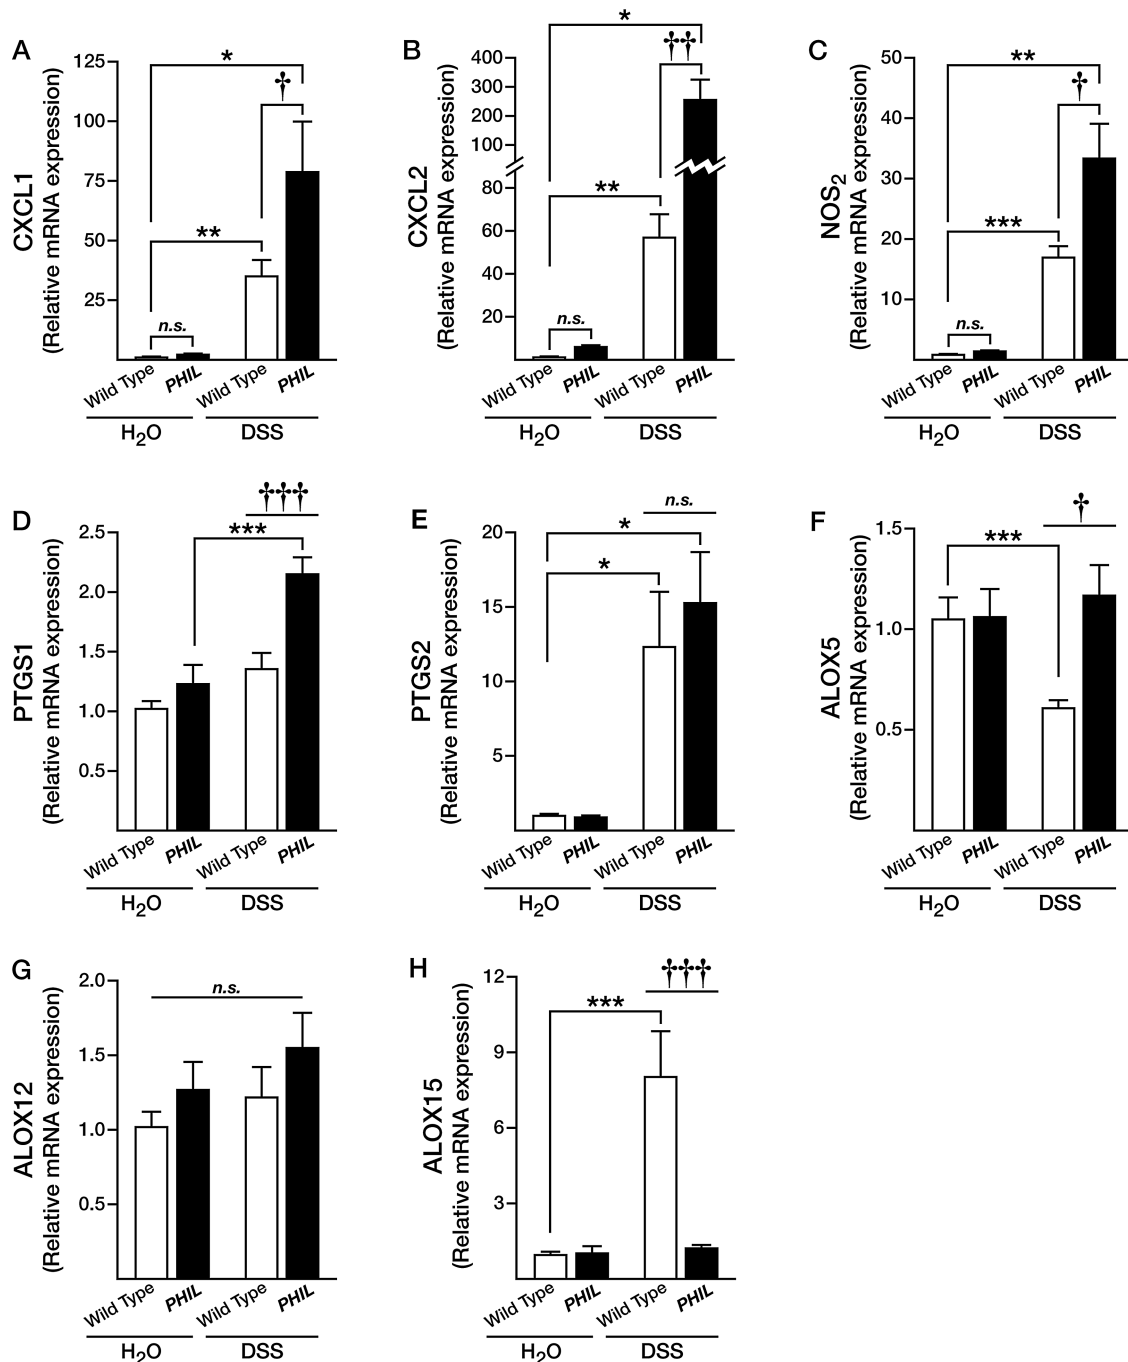 A
CXCL1
(Relative mRNA expression)
125
100
75
50
25
*
†
**
n.s.
Wild Type
PHIL
Wild Type
PHIL
H2O
DSS
B
CXCL2
(Relative mRNA expression)
400
300
200
100
80
60
40
20
*
††
**
n.s.
Wild Type
PHIL
Wild Type
PHIL
H2O
DSS
C
NOS2
(Relative mRNA expression)
50
40
30
20
10
**
†
***
n.s.
Wild Type
PHIL
Wild Type
PHIL
H2O
DSS
D
PTGS1
(Relative mRNA expression)
2.5
2.0
1.5
1.0
0.5
†††
***
Wild Type
PHIL
Wild Type
PHIL
H2O
DSS
E
PTGS2
(Relative mRNA expression)
20
15
10
5
n.s.
*
*
Wild Type
PHIL
Wild Type
PHIL
H2O
DSS
F
ALOX5
(Relative mRNA expression)
1.5
1.0
0.5
†
***
Wild Type
PHIL
Wild Type
PHIL
H2O
DSS
G
ALOX12
(Relative mRNA expression)
2.0
1.5
1.0
0.5
n.s.
Wild Type
PHIL
Wild Type
PHIL
H2O
DSS
H
ALOX15
(Relative mRNA expression)
12
9
6
3
†††
***
Wild Type
PHIL
Wild Type
PHIL
H2O
DSS